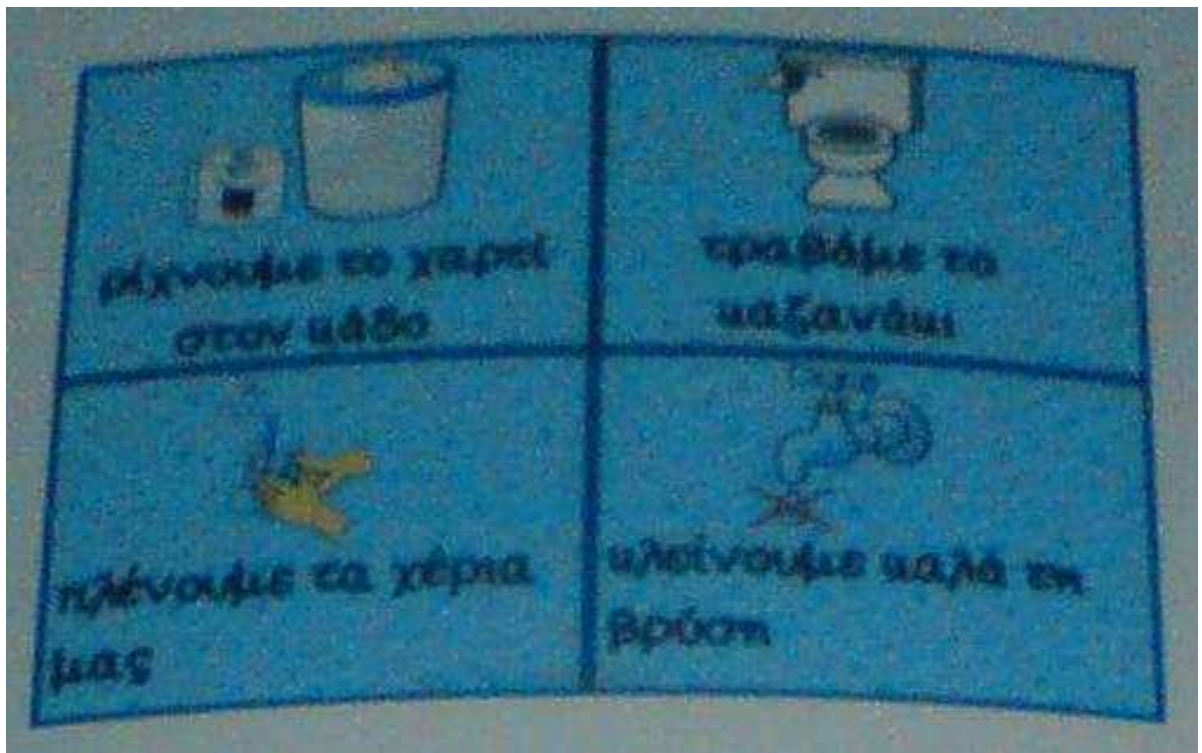 ρίχνουμε το χαρτί
στον κάδο
τραβάμε το
καζανάκι
πλένουμε τα χέρια
μας
κλείνουμε καλά τη
βρύση